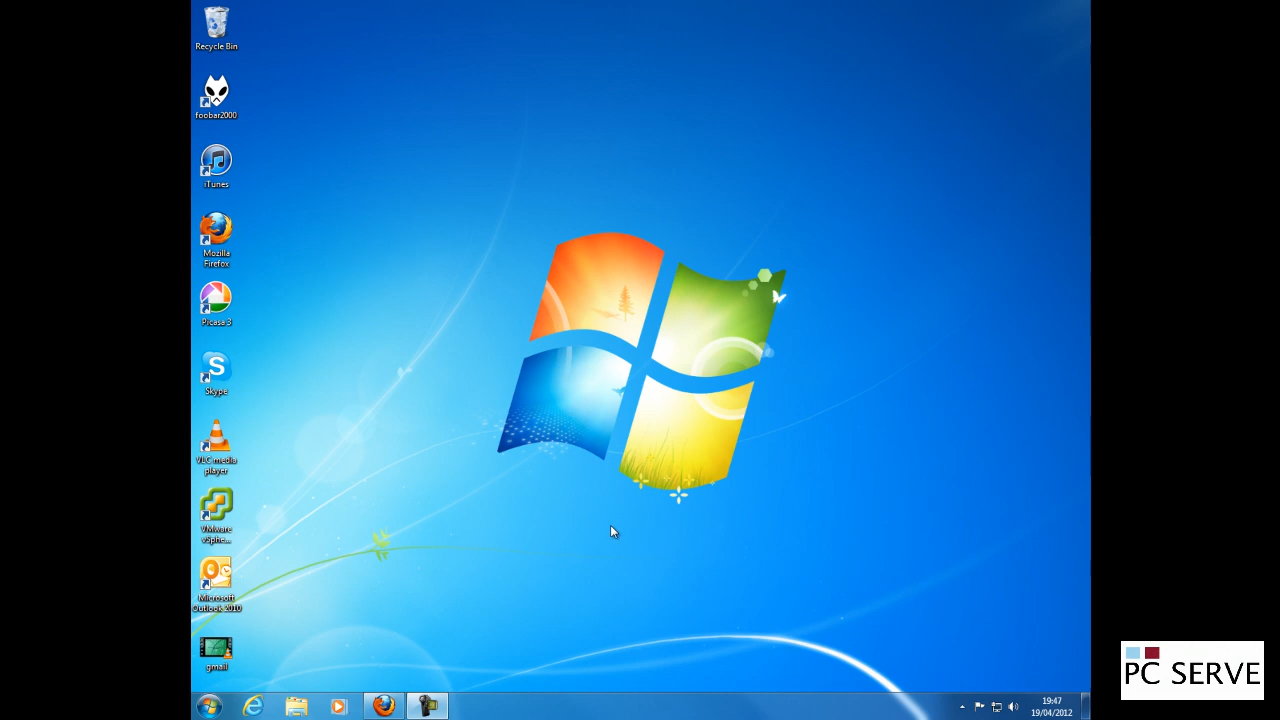 Recycle Bin
foobar2000
iTunes
Mozilla
Firefox
Picasa 3
S
Skype
VLC media
player
VMware
vSphe...
Microsoft
Outlook 2010
gmail
19:47
19/04/2012
PC SERVE